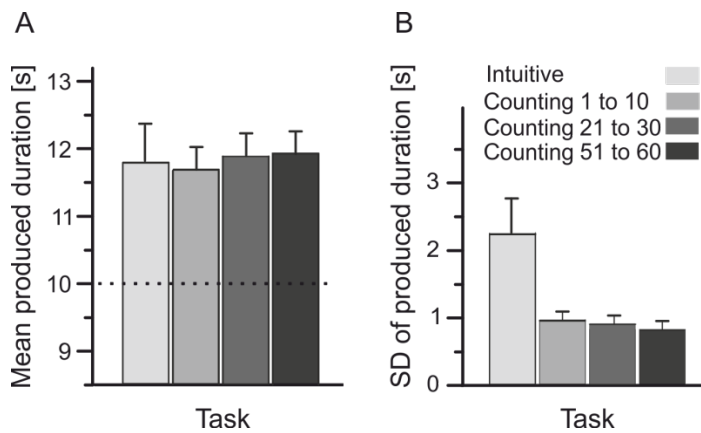 A
Mean produced duration [s]
13
12
11
10
9
Task
B
SD of produced duration [s]
3
2
1
0
Intuitive
Counting 1 to 10
Counting 21 to 30
Counting 51 to 60
Task